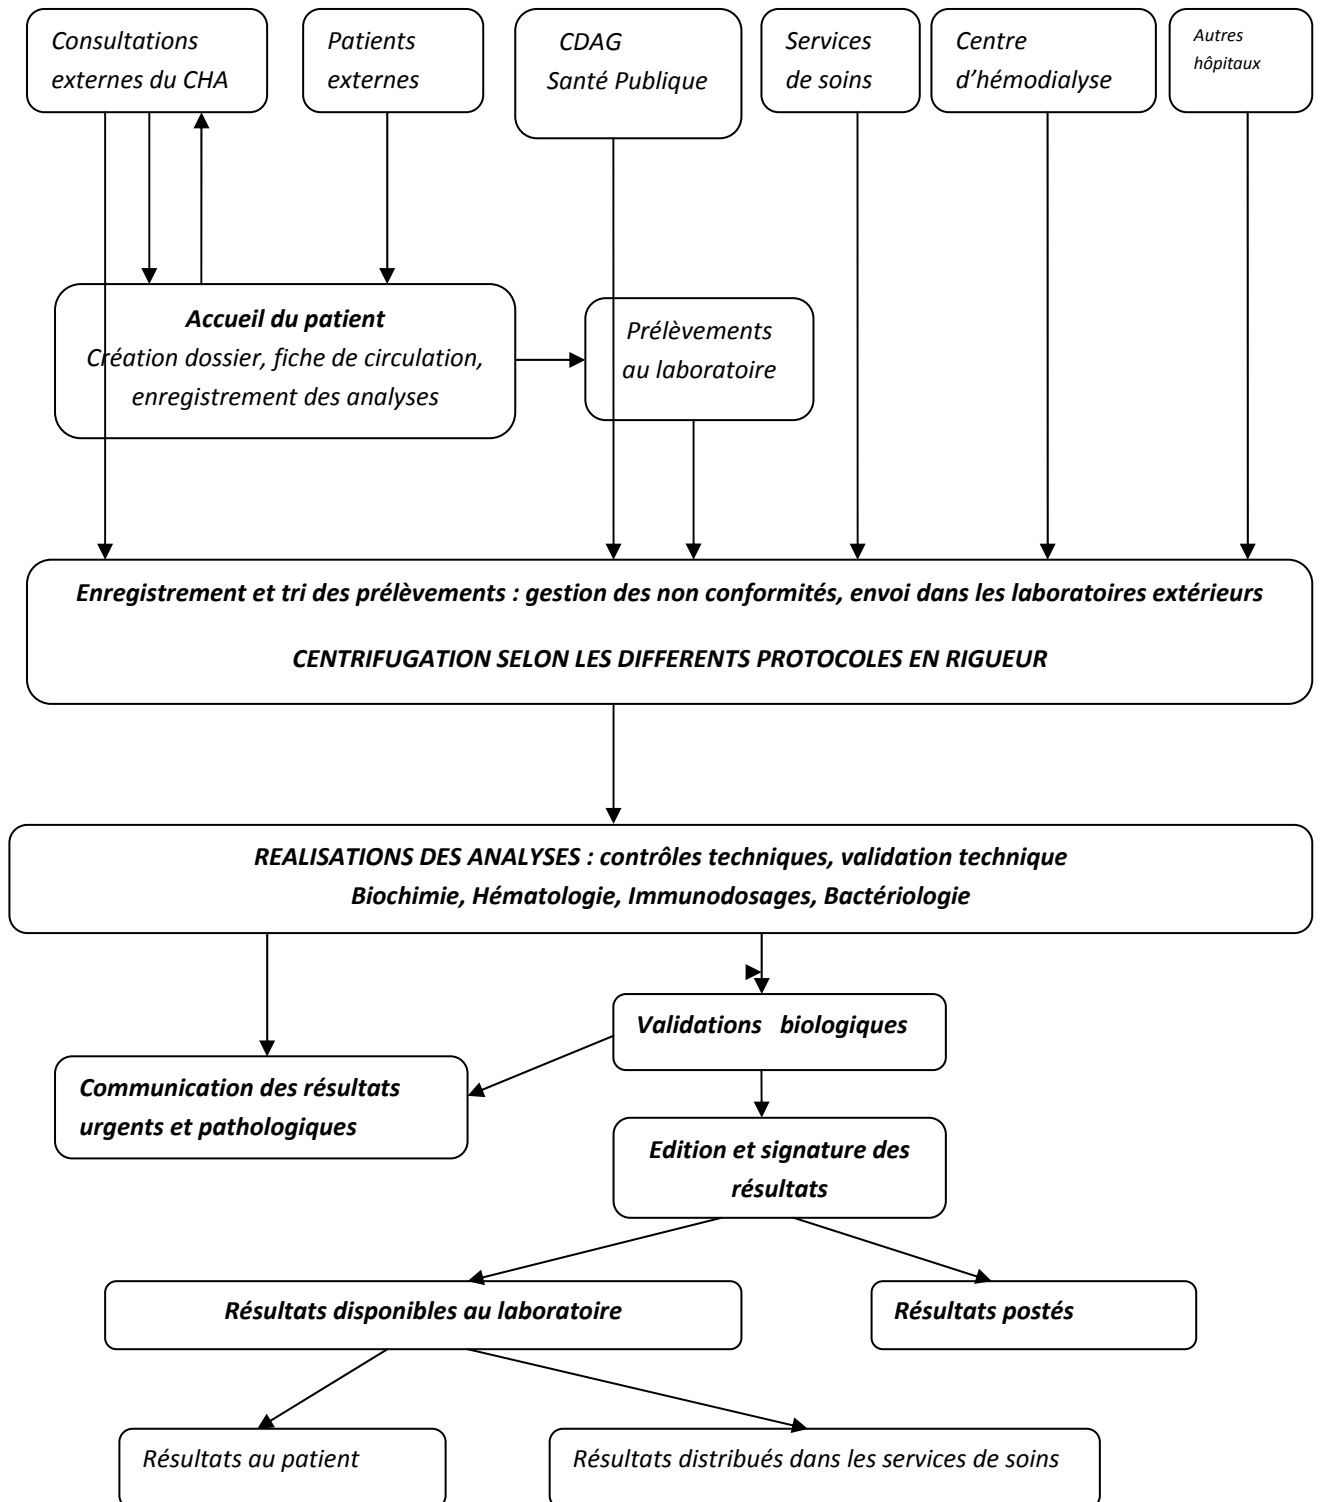 Consultations
externes du CHA
Patients
externes
CDAG
Santé Publique
Services
de soins
Centre
d’hémodialyse
Autres
hôpitaux
Accueil du patient
Création dossier, fiche de circulation,
enregistrement des analyses
Prélèvements
au laboratoire
Enregistrement et tri des prélèvements : gestion des non conformités, envoi dans les laboratoires extérieurs
CENTRIFUGATION SELON LES DIFFERENTS PROTOCOLES EN RIGUEUR
REALISATIONS DES ANALYSES : contrôles techniques, validation technique
Biochimie, Hématologie, Immunodosages, Bactériologie
Validations biologiques
Communication des résultats
urgents et pathologiques
Edition et signature des
résultats
Résultats disponibles au laboratoire
Résultats postés
Résultats au patient
Résultats distribués dans les services de soins